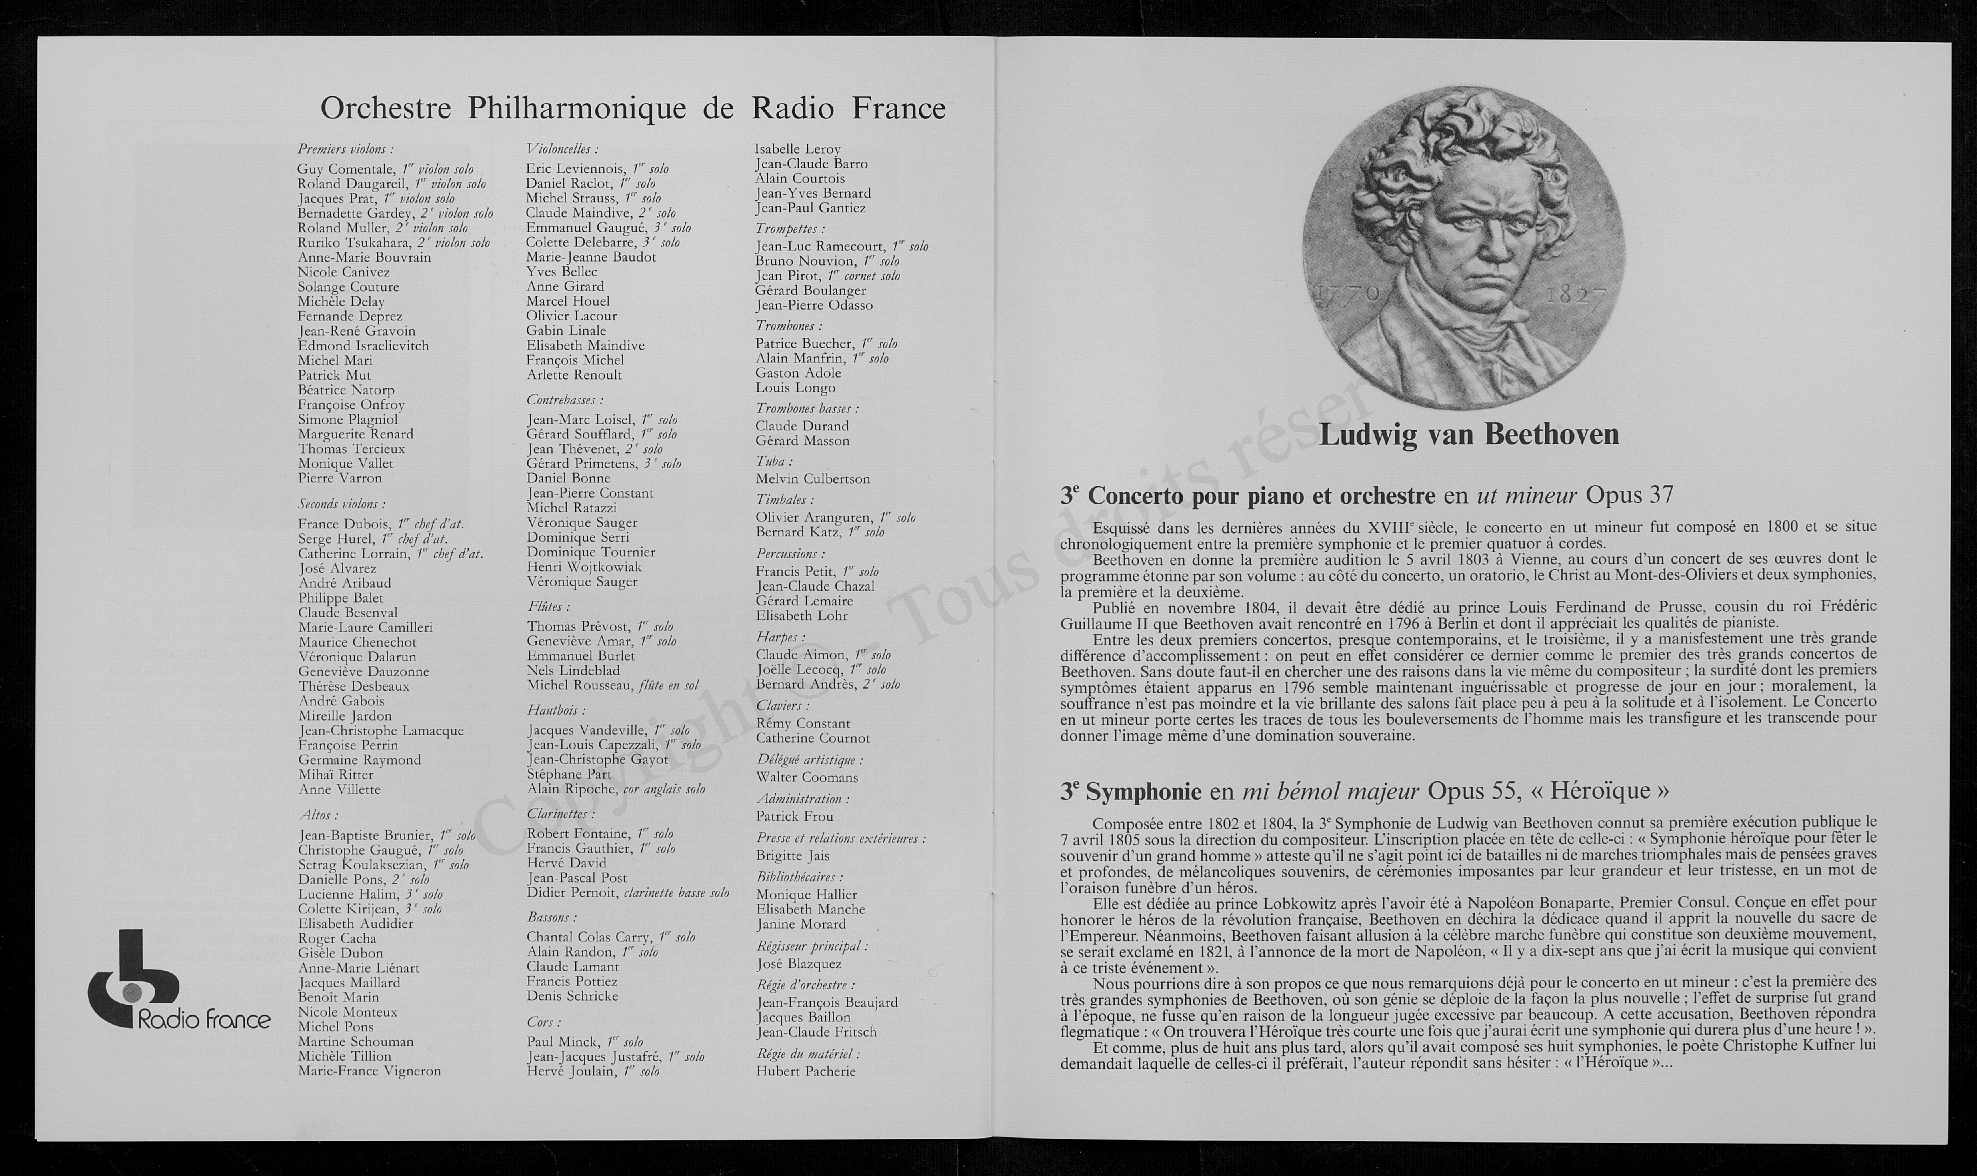 Orchestre Philharmonique de Radio France
Premiers violons :
Guy Comentale, 1er violon solo
Roland Daugareil, 1er violon solo
Jacques Prat, 1er violon solo
Bernadette Gardey, 2e violon solo
Roland Muller, 2e violon solo
Ruriko Tsukahara, 2e violon solo
Anne-Marie Bouvrain
Nicole Canivez
Solange Couture
Michèle Delay
Fernande Deprez
Jean-René Gravoin
Edmond Israelievitch
Michel Mari
Patrick Mut
Béatrice Natorp
Françoise Onfroy
Simone Plagniol
Marguerite Renard
Thomas Tercieux
Monique Vallet
Pierre Varron
Seconds violons :
France Dubois, 1er chef d'at.
Serge Hurel, 1er chef d'at.
Catherine Lorrain, 1er chef d'at.
José Alvarez
André Aribaud
Philippe Balet
Claude Besenval
Marie-Laure Camilleri
Maurice Chenechot
Véronique Dalarun
Geneviève Dauzonne
Thérèse Desbeaux
André Gabois
Mireille Jardon
Jean-Christophe Lamacque
Françoise Perrin
Germaine Raymond
Mihaï Ritter
Anne Villette
Altos :
Jean-Baptiste Brunier, 1er solo
Christophe Gaugué, 1er solo
Setrag Koulaksezian, 1er solo
Danielle Pons, 2e solo
Lucienne Halim, 3e solo
Colette Kirijean, 3e solo
Elisabeth Audidier
Roger Cacha
Gisèle Dubon
Anne-Marie Liénart
Jacques Maillard
Benoît Marin
Nicole Monteux
Michel Pons
Martine Schouman
Michèle Tillion
Marie-France Vigneron
Violoncelles :
Eric Leviennois, 1er solo
Daniel Raclot, 1er solo
Michel Strauss, 1er solo
Claude Maindive, 2e solo
Emmanuel Gaugué, 3e solo
Colette Delebarre, 3e solo
Marie-Jeanne Baudot
Yves Bellec
Anne Girard
Marcel Houel
Olivier Lacour
Gabin Linale
Elisabeth Maindive
François Michel
Arlette Renoult
Contrebasses :
Jean-Marc Loisel, 1er solo
Gérard Soufflard, 1er solo
Jean Thévenet, 2e solo
Gérard Primetens, 3e solo
Daniel Bonne
Jean-Pierre Constant
Michel Ratazzi
Véronique Sauger
Dominique Serri
Dominique Tournier
Henri Wojtkowiak
Véronique Sauger
Flûtes :
Thomas Prévost, 1er solo
Geneviève Amar, 1er solo
Emmanuel Burlet
Nels Lindeblad
Michel Rousseau, flûte en sol
Hautbois :
Jacques Vandeville, 1er solo
Jean-Louis Capezzali, 1er solo
Jean-Christophe Gayot
Stéphane Part
Alain Ripoche, cor anglais solo
Clarinettes :
Robert Fontaine, 1er solo
Francis Gauthier, 1er solo
Hervé David
Jean-Pascal Post
Didier Pernoit, clarinette basse solo
Bassons :
Chantal Colas Carry, 1er solo
Alain Randon, 1er solo
Claude Lamant
Francis Pottiez
Denis Schricke
Cors :
Paul Minck, 1er solo
Jean-Jacques Justafré, 1er solo
Hervé Joulain, 1er solo
Isabelle Leroy
Jean-Claude Barro
Alain Courtois
Jean-Yves Bernard
Jean-Paul Gantiez
Trompettes :
Jean-Luc Ramecourt, 1er solo
Bruno Nouvion, 1er solo
Jean Pirot, 1er cornet solo
Gérard Boulanger
Jean-Pierre Odasso
Trombones :
Patrice Buecher, 1er solo
Alain Manfrin, 1er solo
Gaston Adole
Louis Longo
Trombones basses :
Claude Durand
Gérard Masson
Tuba :
Melvin Culbertson
Timbales :
Olivier Aranguren, 1er solo
Bernard Katz, 1er solo
Percussions :
Francis Petit, 1er solo
Jean-Claude Chazal
Gérard Lemaire
Elisabeth Lohr
Harpes :
Claude Aimon, 1er solo
Joëlle Lecocq, 1er solo
Bernard Andrès, 2e solo
Claviers :
Rémy Constant
Catherine Cournot
Délégué artistique :
Walter Coomans
Administration :
Patrick Frou
Presse et relations extérieures :
Brigitte Jais
Bibliothécaires :
Monique Hallier
Elisabeth Manche
Janine Morard
Régisseur principal :
José Blazquez
Régie d'orchestre :
Jean-François Beaujard
Jacques Baillon
Jean-Claude Fritsch
Régie du matériel :
Hubert Pacherie
Radio France
1770 1827
Ludwig van Beethoven
3e Concerto pour piano et orchestre en ut mineur Opus 37
Esquissé dans les dernières années du XVIIIe siècle, le concerto en ut mineur fut composé en 1800 et se situe
chronologiquement entre la première symphonie et le premier quatuor à cordes.
Beethoven en donne la première audition le 5 avril 1803 à Vienne, au cours d'un concert de ses œuvres dont le
programme étonne par son volume : au côté du concerto, un oratorio, le Christ au Mont-des-Oliviers et deux symphonies,
la première et la deuxième.
Publié en novembre 1804, il devait être dédié au prince Louis Ferdinand de Prusse, cousin du roi Frédéric
Guillaume II que Beethoven avait rencontré en 1796 à Berlin et dont il appréciait les qualités de pianiste.
Entre les deux premiers concertos, presque contemporains, et le troisième, il y a manisfestement une très grande
différence d'accomplissement : on peut en effet considérer ce dernier comme le premier des très grands concertos de
Beethoven. Sans doute faut-il en chercher une des raisons dans la vie même du compositeur ; la surdité dont les premiers
symptômes étaient apparus en 1796 semble maintenant inguérissable et progresse de jour en jour ; moralement, la
souffrance n'est pas moindre et la vie brillante des salons fait place peu à peu à la solitude et à l'isolement. Le Concerto
en ut mineur porte certes les traces de tous les bouleversements de l'homme mais les transfigure et les transcende pour
donner l'image même d'une domination souveraine.
3e Symphonie en mi bémol majeur Opus 55, « Héroïque »
Composée entre 1802 et 1804, la 3e Symphonie de Ludwig van Beethoven connut sa première exécution publique le
7 avril 1805 sous la direction du compositeur. L'inscription placée en tête de celle-ci : « Symphonie héroïque pour fêter le
souvenir d'un grand homme » atteste qu'il ne s'agit point ici de batailles ni de marches triomphales mais de pensées graves
et profondes, de mélancoliques souvenirs, de cérémonies imposantes par leur grandeur et leur tristesse, en un mot de
l'oraison funèbre d'un héros.
Elle est dédiée au prince Lobkowitz après l'avoir été à Napoléon Bonaparte, Premier Consul. Conçue en effet pour
honorer le héros de la révolution française, Beethoven en déchira la dédicace quand il apprit la nouvelle du sacre de
l'Empereur. Néanmoins, Beethoven faisant allusion à la célèbre marche funèbre qui constitue son deuxième mouvement,
se serait exclamé en 1821, à l'annonce de la mort de Napoléon, « Il y a dix-sept ans que j'ai écrit la musique qui convient
à ce triste événement ».
Nous pourrions dire à son propos ce que nous remarquions déjà pour le concerto en ut mineur : c'est la première des
très grandes symphonies de Beethoven, où son génie se déploie de la façon la plus nouvelle ; l'effet de surprise fut grand
à l'époque, ne fusse qu'en raison de la longueur jugée excessive par beaucoup. A cette accusation, Beethoven répondra
flegmatique : « On trouvera l'Héroïque très courte une fois que j'aurai écrit une symphonie qui durera plus d'une heure ! ».
Et comme, plus de huit ans plus tard, alors qu'il avait composé ses huit symphonies, le poète Christophe Kuffner lui
demandait laquelle de celles-ci il préférait, l'auteur répondit sans hésiter : « l'Héroïque »...
Copyright © - Tous droits réser